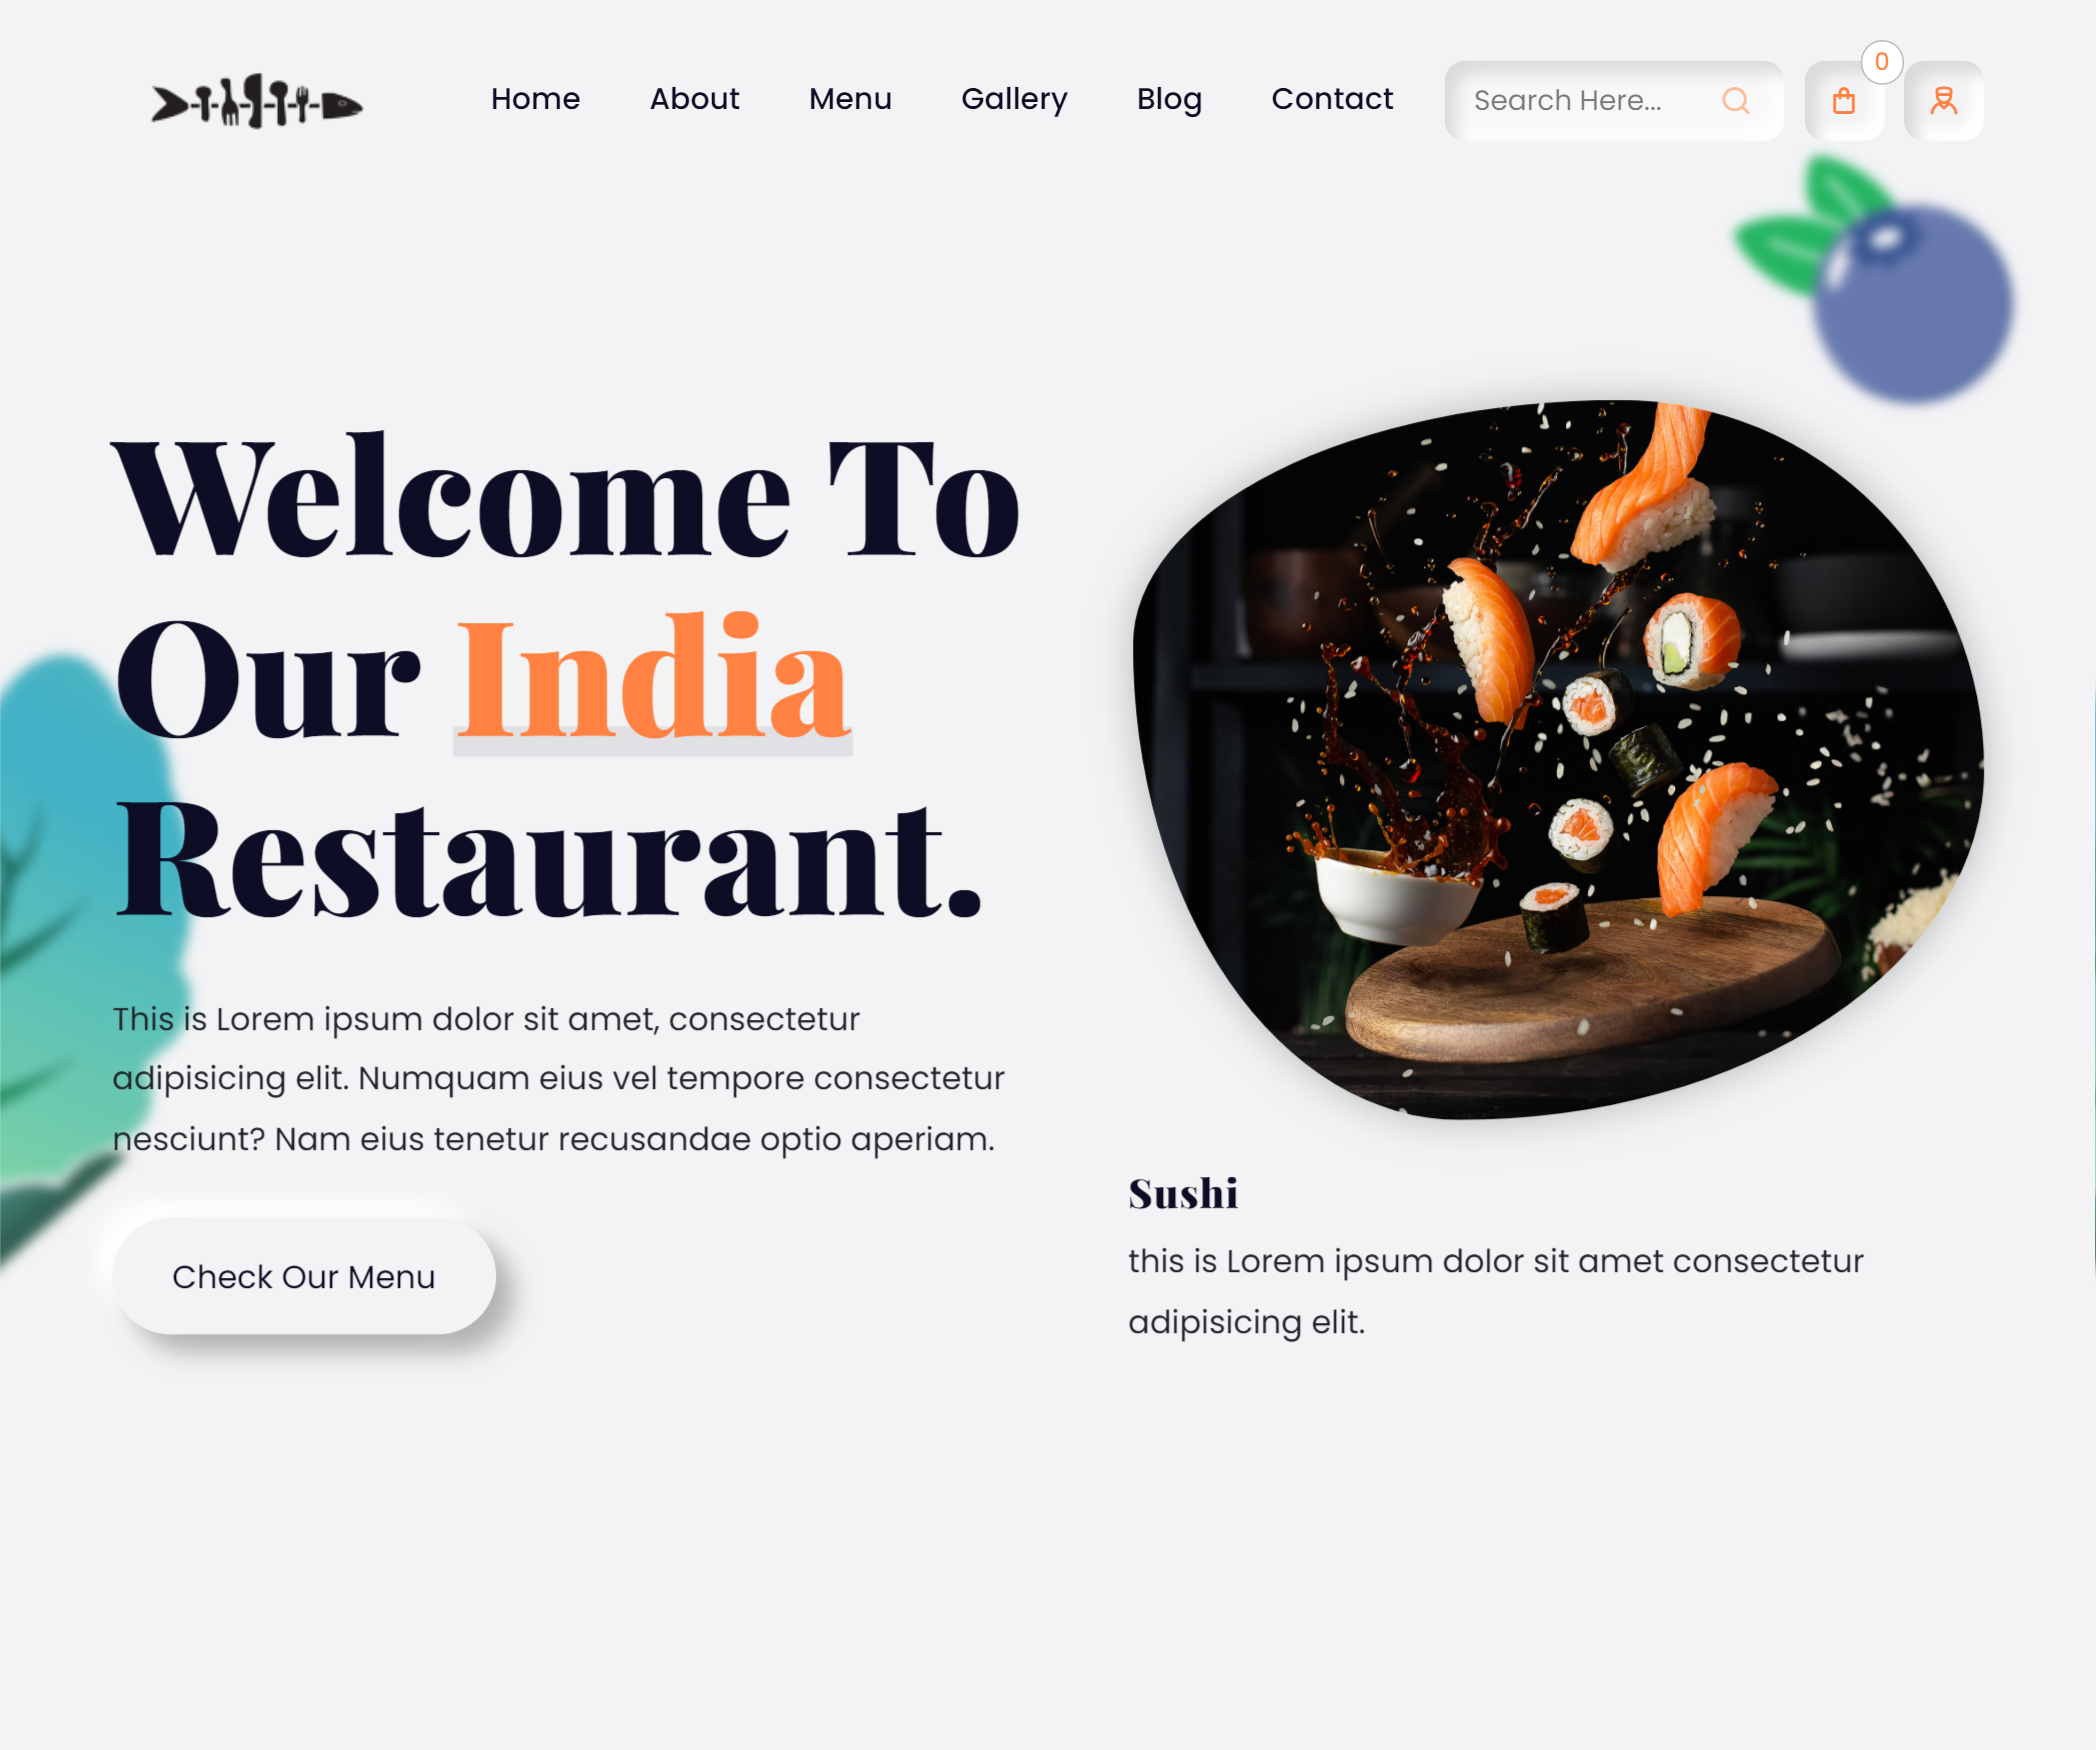 Home About Menu Gallery Blog Contact Search Here... 0
Welcome To
Our India
Restaurant.
This is Lorem ipsum dolor sit amet, consectetur
adipisicing elit. Numquam eius vel tempore consectetur
nesciunt? Nam eius tenetur recusandae optio aperiam.
Check Our Menu
Sushi
this is Lorem ipsum dolor sit amet consectetur
adipisicing elit.